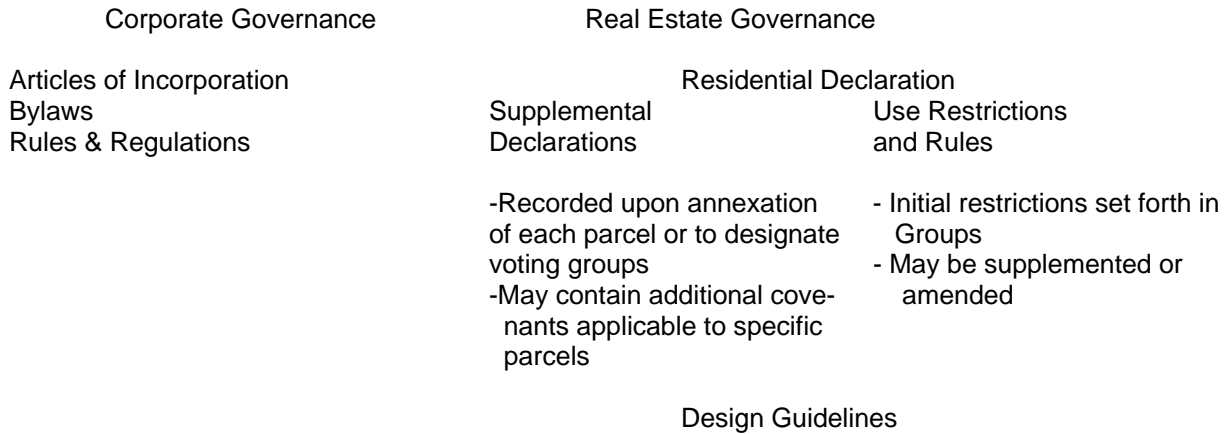 Corporate Governance Real Estate Governance
Articles of Incorporation Residential Declaration
Bylaws Supplemental Use Restrictions
Rules & Regulations Declarations and Rules
-Recorded upon annexation - Initial restrictions set forth in
of each parcel or to designate Groups
voting groups - May be supplemented or
-May contain additional cove- amended
nants applicable to specific
parcels
Design Guidelines